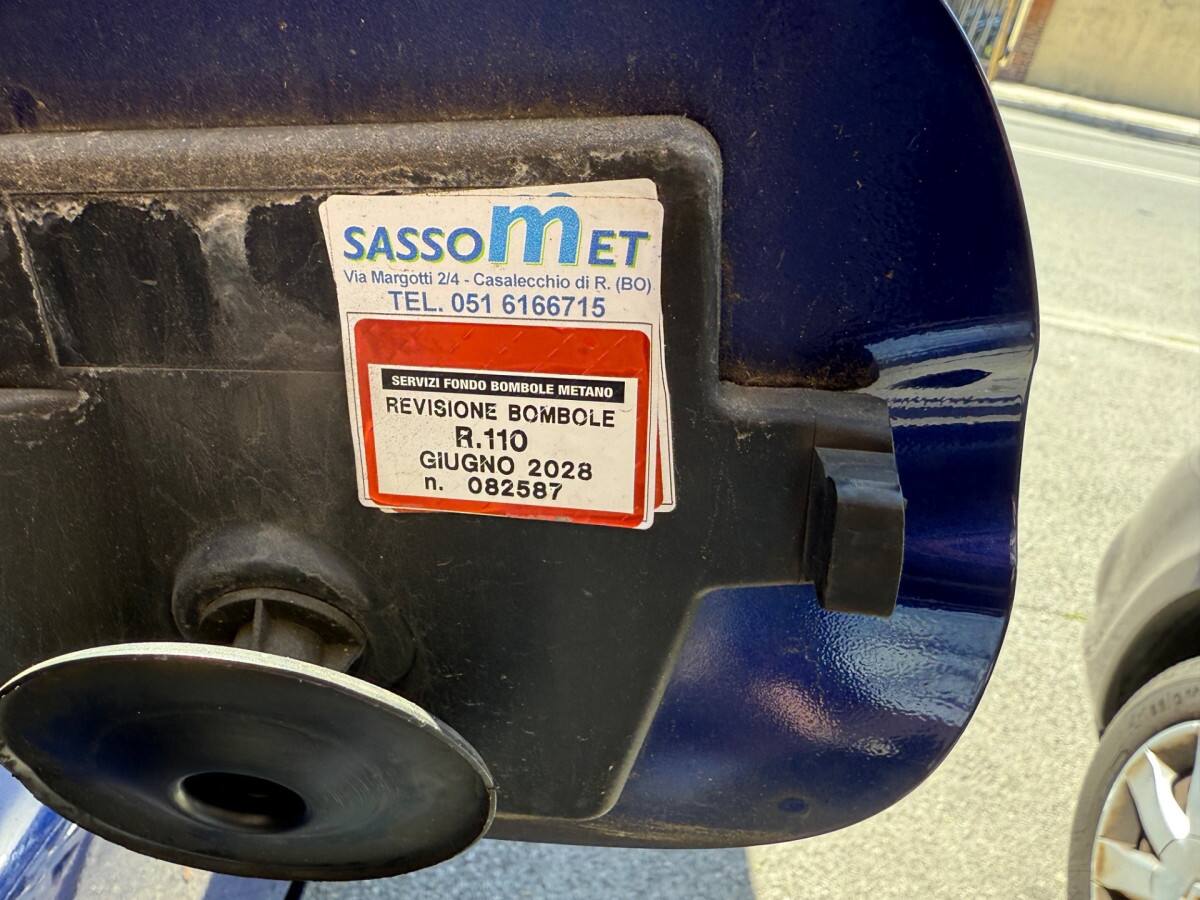 SASSOmET
Via Margotti 2/4 - Casalecchio di R. (BO)
TEL. 051 6166715
SERVIZI FONDO BOMBOLE METANO
REVISIONE BOMBOLE
R.110
GIUGNO 2028
n. 082587